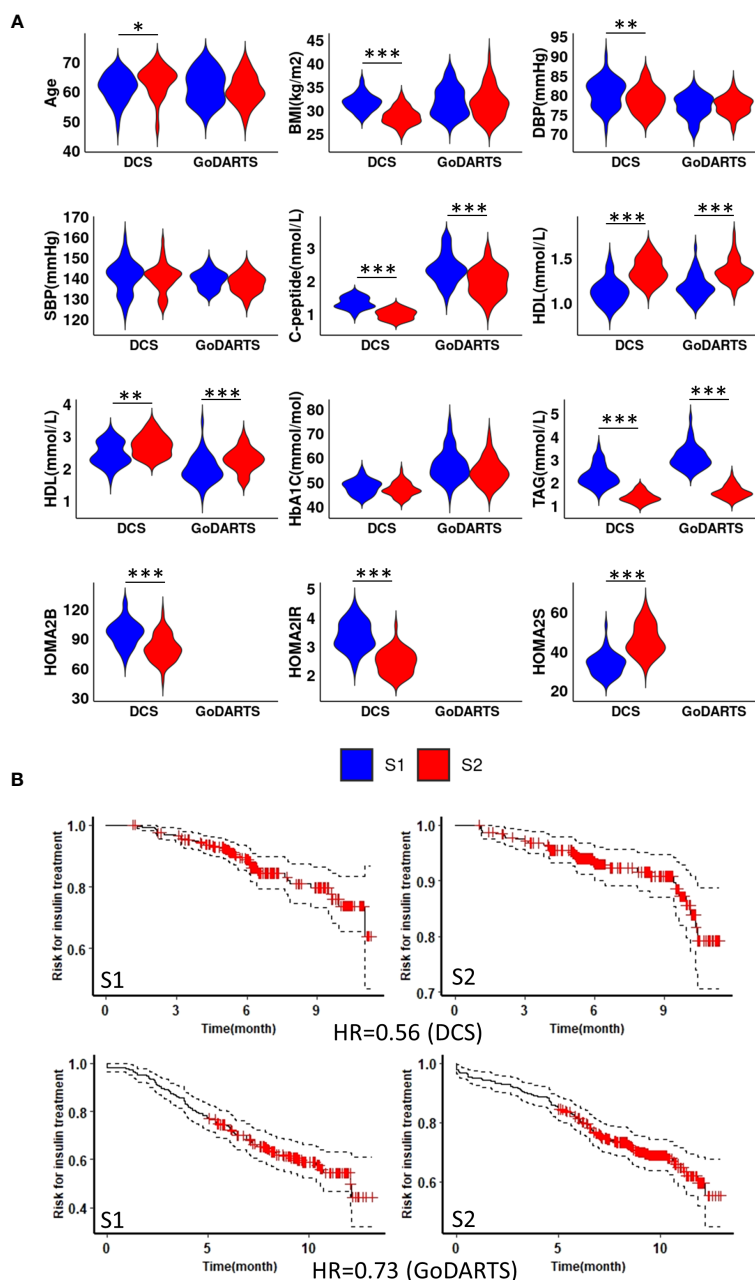 A
*
Age
70
60
50
40
DCS
GoDARTS
***
BMI(kg/m2)
45
40
35
30
25
DCS
GoDARTS
**
DBP(mmHg)
95
90
85
80
75
70
DCS
GoDARTS
SBP(mmHg)
170
160
150
140
130
120
DCS
GoDARTS
***
***
C-peptide(nmol/L)
3
2
1
DCS
GoDARTS
***
***
HDL(mmol/L)
1.5
1.0
DCS
GoDARTS
**
***
HDL(mmol/L)
4
3
2
1
DCS
GoDARTS
HbA1C(mmol/mol)
80
70
60
50
40
DCS
GoDARTS
***
***
TAG(mmol/L)
5
4
3
2
1
DCS
GoDARTS
***
HOMA2B
120
90
60
30
DCS
GoDARTS
***
HOMA2IR
5
4
3
2
DCS
GoDARTS
***
HOMA2S
60
40
20
DCS
GoDARTS
S1
S2
B
Risk for insulin treatment
1.0
0.8
0.6
S1
0
3
6
9
Time(month)
Risk for insulin treatment
1.0
0.9
0.8
0.7
S2
0
3
6
9
Time(month)
HR=0.56 (DCS)
Risk for insulin treatment
1.0
0.8
0.6
0.4
S1
0
5
10
Time(month)
Risk for insulin treatment
1.0
0.8
0.6
S2
0
5
10
Time(month)
HR=0.73 (GoDARTS)